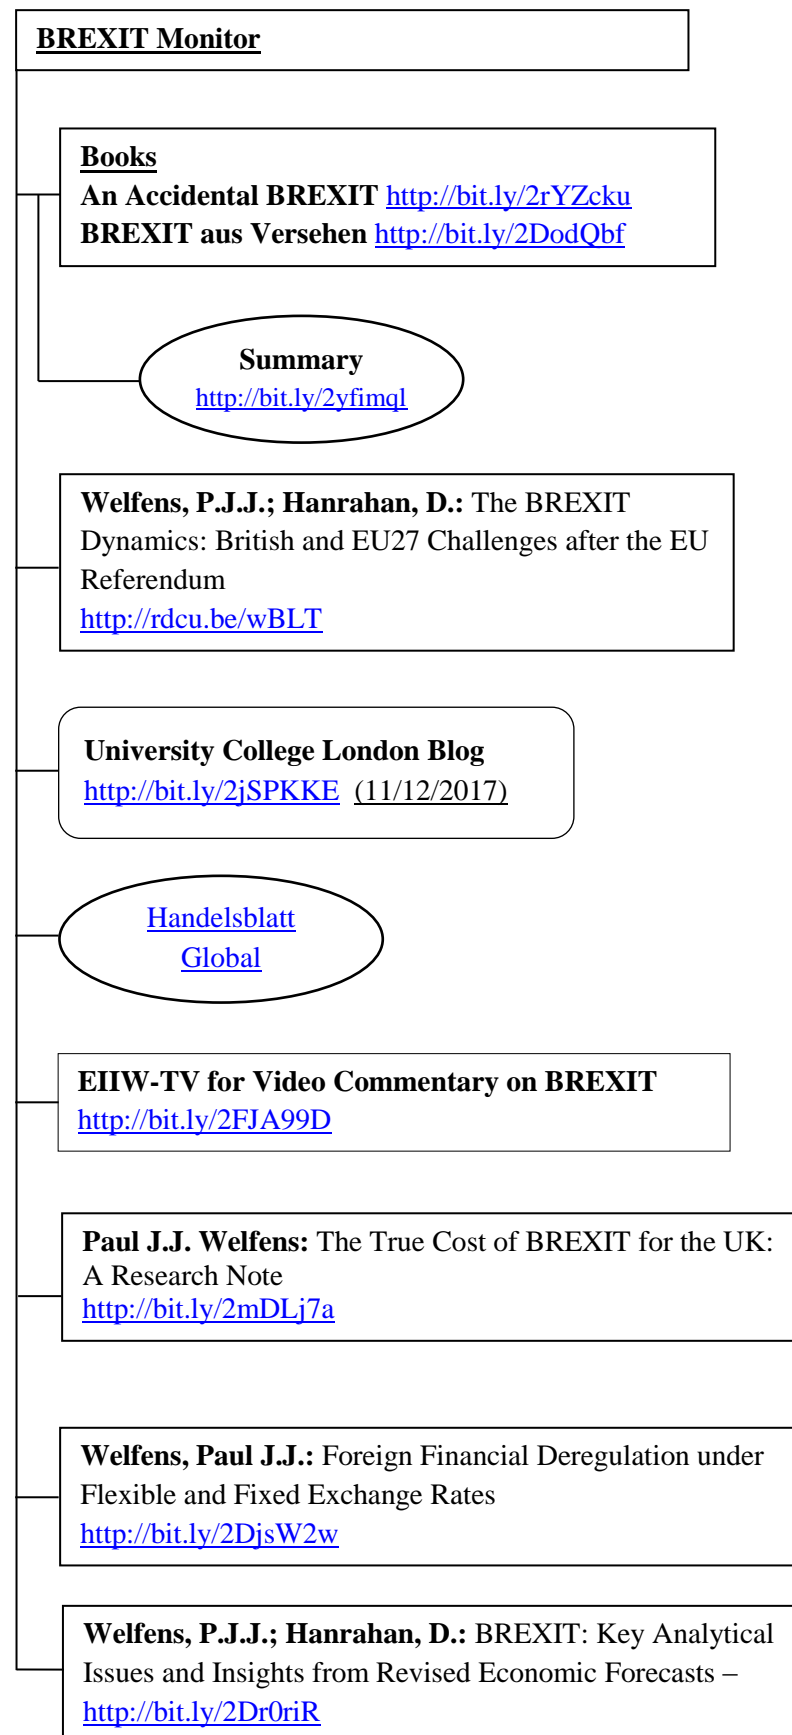 BREXIT Monitor
Books
An Accidental BREXIT http://bit.ly/2rYZcku
BREXIT aus Versehen http://bit.ly/2DodQbf
Summary
http://bit.ly/2yfimql
Welfens, P.J.J.; Hanrahan, D.: The BREXIT
Dynamics: British and EU27 Challenges after the EU
Referendum
http://rdcu.be/wBLT
University College London Blog
http://bit.ly/2jSPKKE (11/12/2017)
Handelsblatt
Global
EIIW-TV for Video Commentary on BREXIT
http://bit.ly/2FJA99D
Paul J.J. Welfens: The True Cost of BREXIT for the UK:
A Research Note
http://bit.ly/2mDLj7a
Welfens, Paul J.J.: Foreign Financial Deregulation under
Flexible and Fixed Exchange Rates
http://bit.ly/2DjsW2w
Welfens, P.J.J.; Hanrahan, D.: BREXIT: Key Analytical
Issues and Insights from Revised Economic Forecasts –
http://bit.ly/2Dr0riR